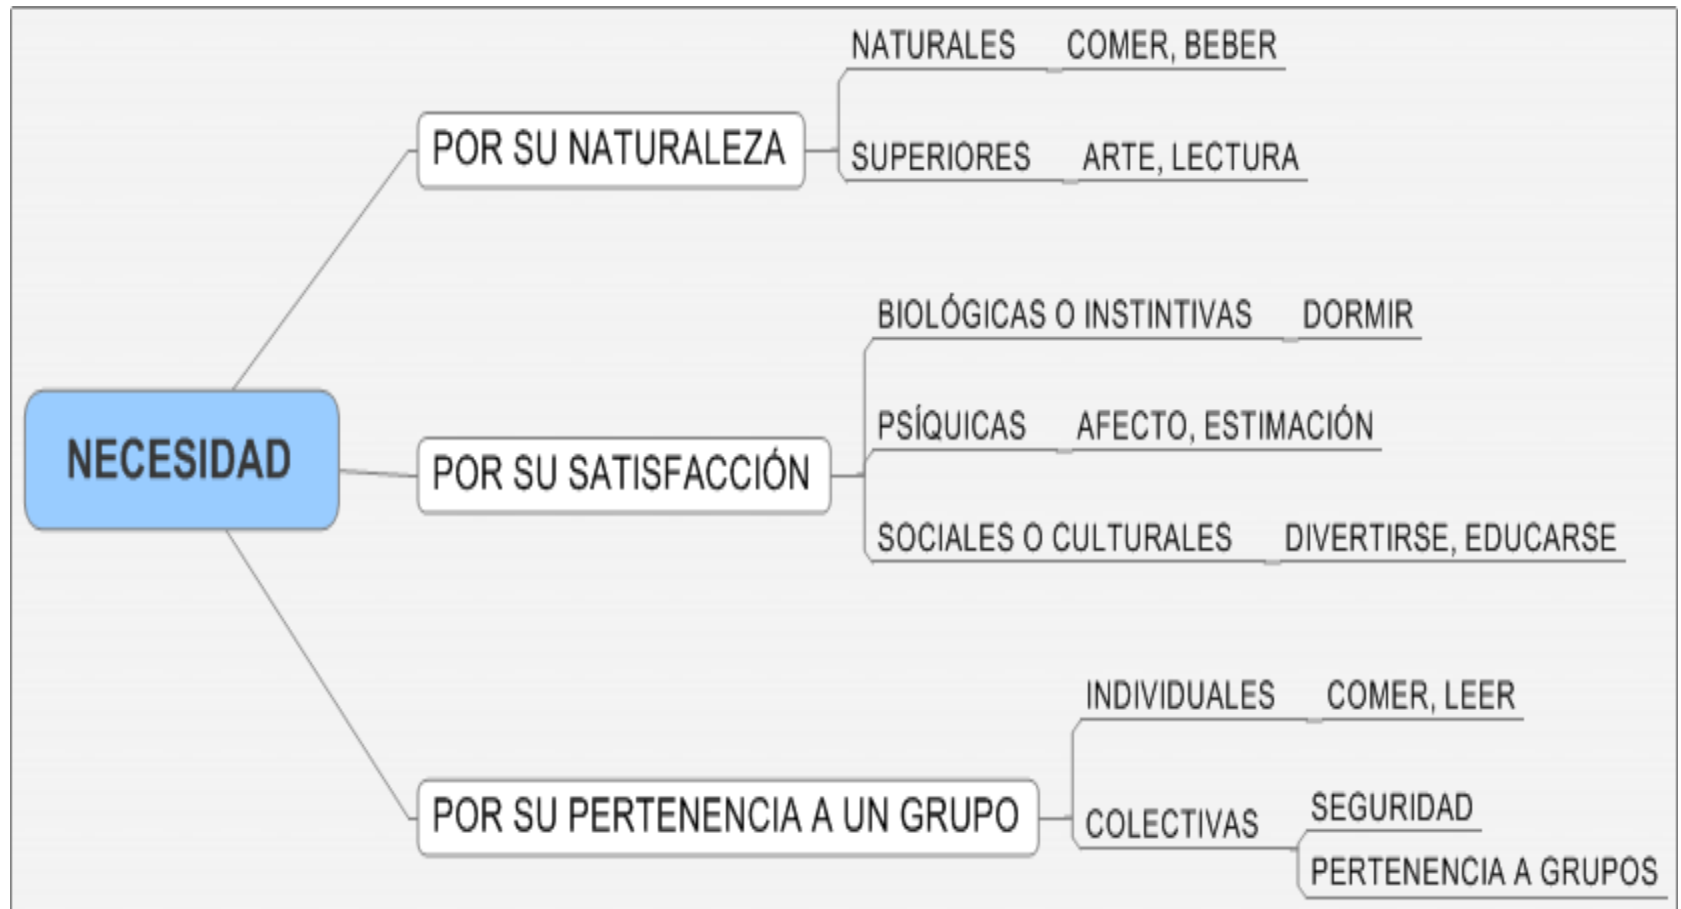 NECESIDAD
POR SU NATURALEZA
NATURALES COMER, BEBER
SUPERIORES ARTE, LECTURA
POR SU SATISFACCIÓN
BIOLÓGICAS O INSTINTIVAS DORMIR
PSÍQUICAS AFECTO, ESTIMACIÓN
SOCIALES O CULTURALES DIVERTIRSE, EDUCARSE
POR SU PERTENENCIA A UN GRUPO
INDIVIDUALES COMER, LEER
COLECTIVAS
SEGURIDAD
PERTENENCIA A GRUPOS